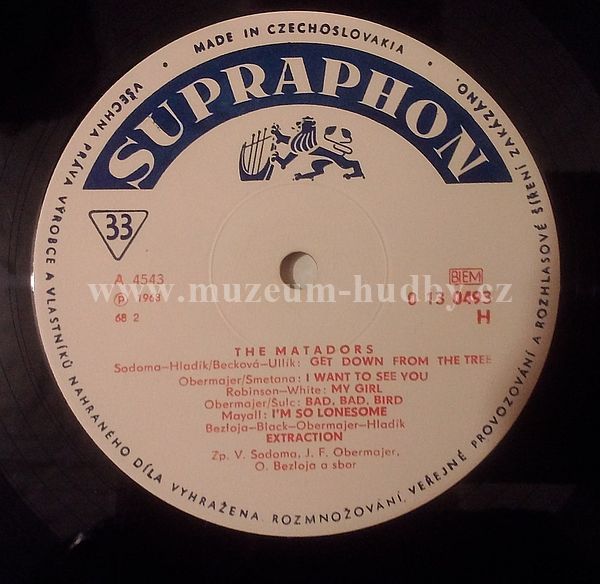 MADE IN CZECHOSLOVAKIA
SUPRAPHON
VŠECHNA PRÁVA VÝROBCE A VLASTNÍKŮ NAHRANÉHO DÍLA VYHRAŽENA. ROZMNOŽOVÁNÍ, VEŘEJNÉ PROVOZOVÁNÍ A ROZHLASOVÉ ŠÍŘENÍ ZAKÁZÁNO.
33
A 4543
BIEM
℗ 1968
0 13 0493
68 2
H
www.muzeum-hudby.cz
THE MATADORS
Sodoma–Hladík/Becková–Ullík: GET DOWN FROM THE TREE
Obermajer/Smetana: I WANT TO SEE YOU
Robinson–White: MY GIRL
Obermajer/Šulc: BAD, BAD, BIRD
Mayall: I'M SO LONESOME
Bezloja–Black–Obermajer–Hladík
EXTRACTION
Zp. V. Sodoma, J. F. Obermajer,
O. Bezloja a sbor